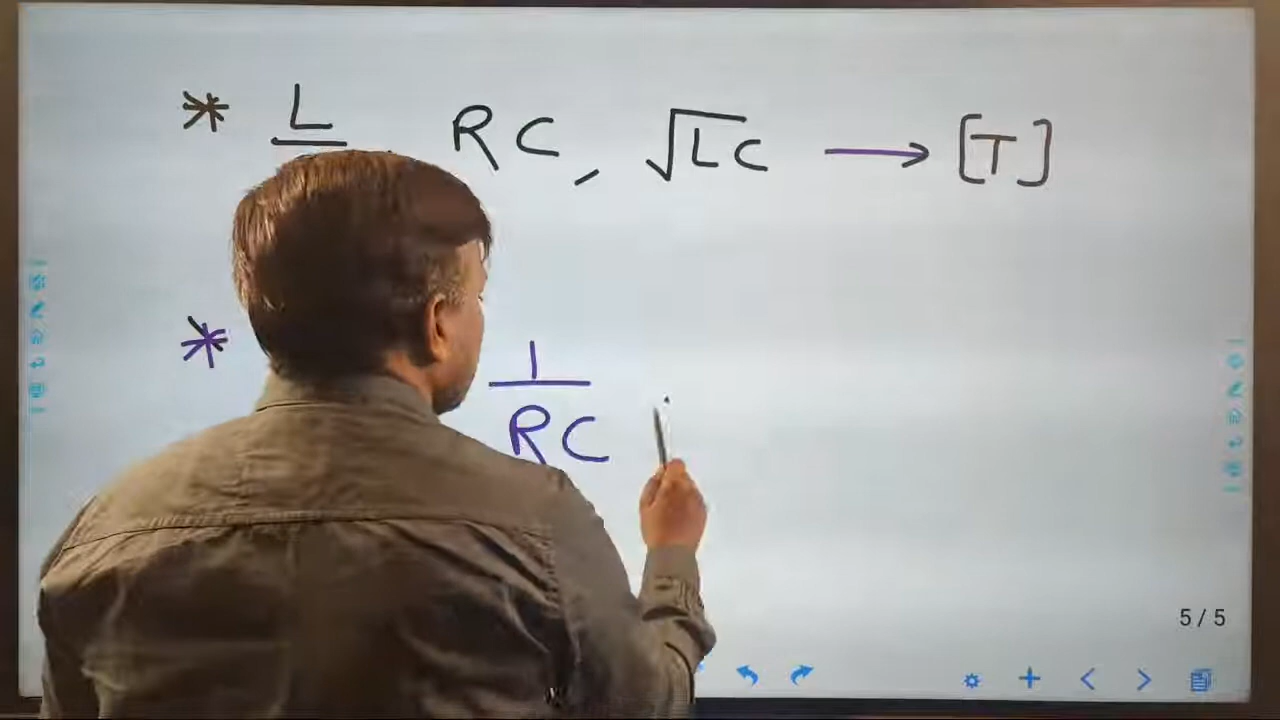 * L RC, √LC → [T]
* 1
RC
5 / 5